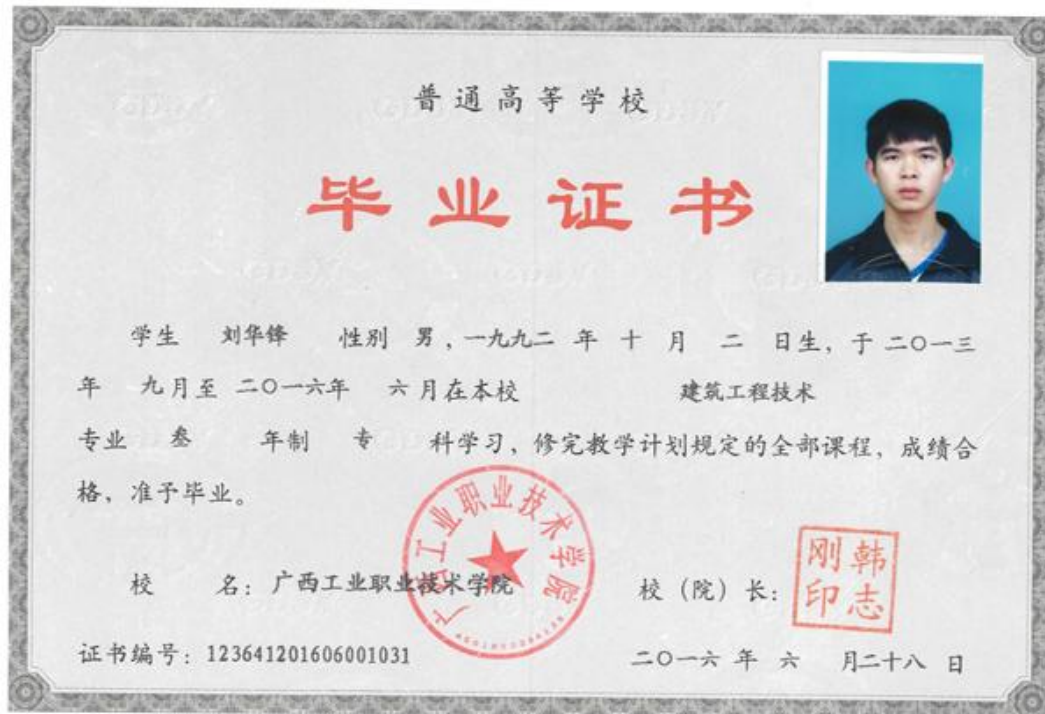 普通高等学校
毕业证书
学生 刘华锋 性别 男，一九九二 年 十 月 二 日生，于 二〇一三
年 九月至 二〇一六年 六月在本校 建筑工程技术
专业 叁 年制 专 科学习，修完教学计划规定的全部课程，成绩合
格，准予毕业。
广西工业职业技术学院
校 名：广西工业职业技术学院 校（院）长：
韩志刚印
证书编号：123641201606001031 二〇一六 年 六 月二十八 日